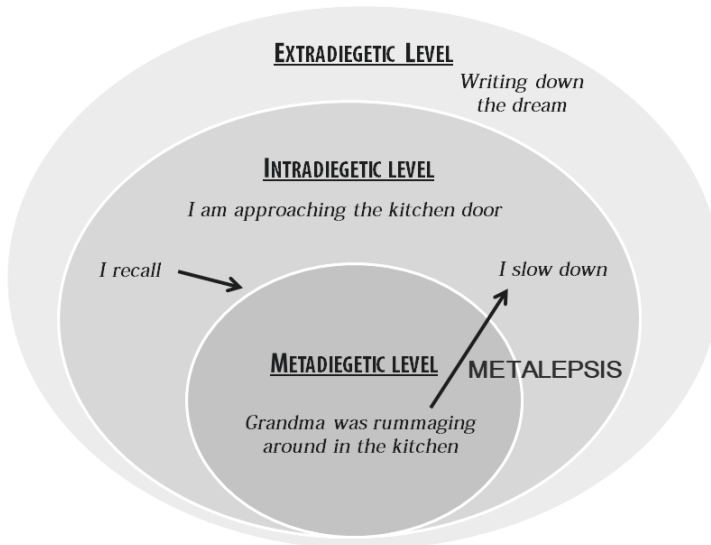 EXTRADIEGETIC LEVEL
Writing down
the dream
INTRADIEGETIC LEVEL
I am approaching the kitchen door
I recall
I slow down
METADIEGETIC LEVEL
METALEPSIS
Grandma was rummaging
around in the kitchen